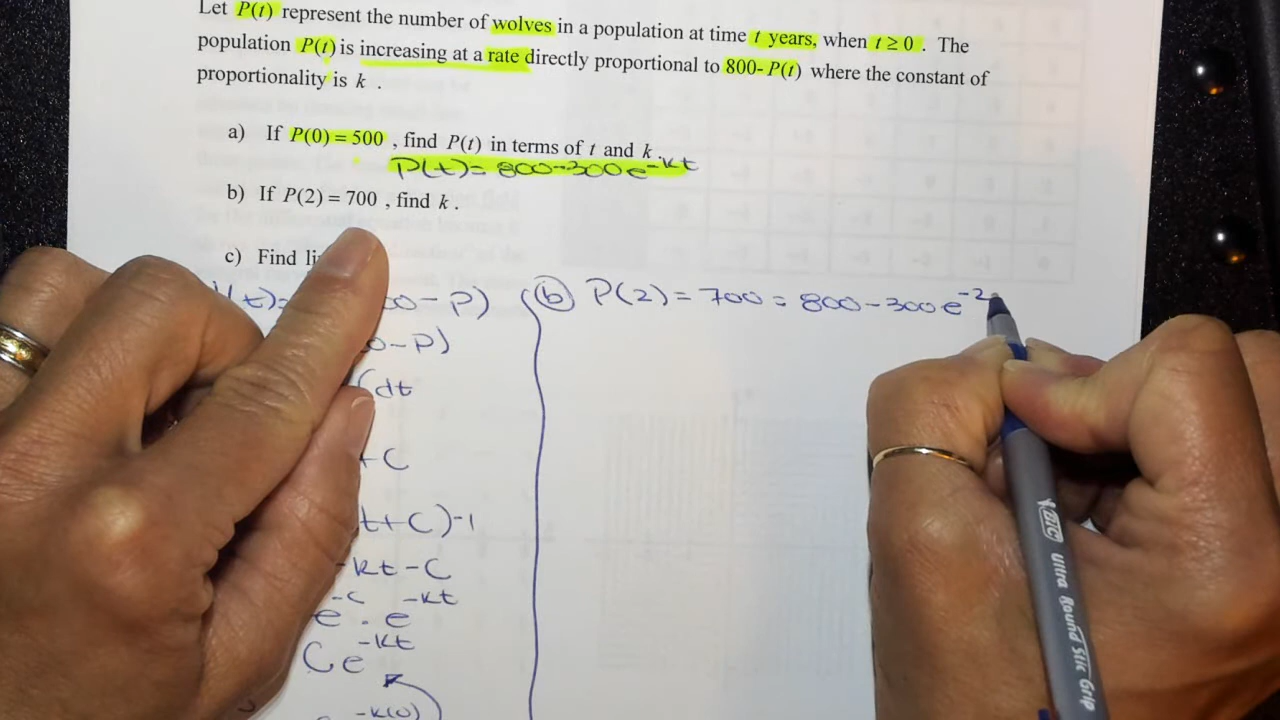 Let P(t) represent the number of wolves in a population at time t years, when t ≥ 0 . The
population P(t) is increasing at a rate directly proportional to 800- P(t) where the constant of
proportionality is k .
a) If P(0) = 500 , find P(t) in terms of t and k .
P(t) = 800-300e^-kt
b) If P(2) = 700 , find k .
c) Find
(t)= 00-P)
-P)
dt
+C
t+C)-1
-kt-C
e^-c . e^-kt
Ce^-kt
-k(0)
(b) P(2) = 700 = 800-300e^-2
BIC Ultra Round Stic Grip